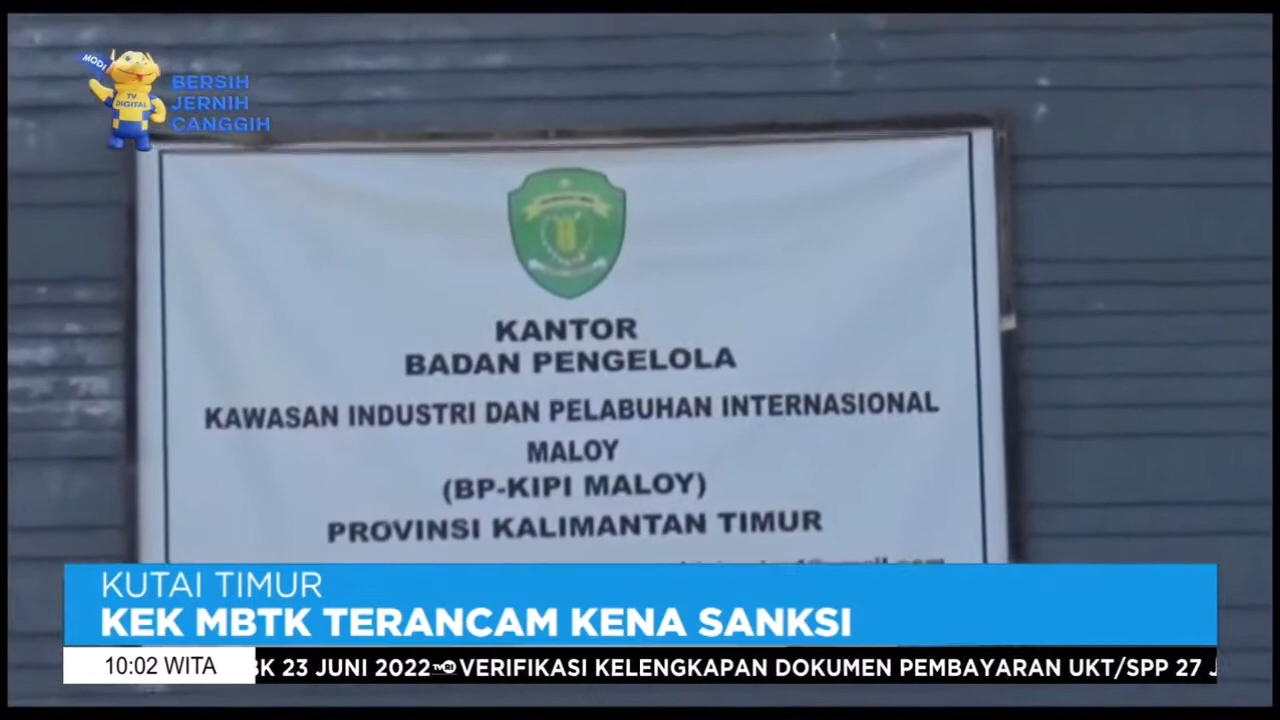 MODI
TV
DIGITAL
BERSIH
JERNIH
CANGGIH
KANTOR
BADAN PENGELOLA
KAWASAN INDUSTRI DAN PELABUHAN INTERNASIONAL
MALOY
(BP-KIPI MALOY)
PROVINSI KALIMANTAN TIMUR
KUTAI TIMUR
KEK MBTK TERANCAM KENA SANKSI
10:02 WITA
BK 23 JUNI 2022 TVRI VERIFIKASI KELENGKAPAN DOKUMEN PEMBAYARAN UKT/SPP 27 J